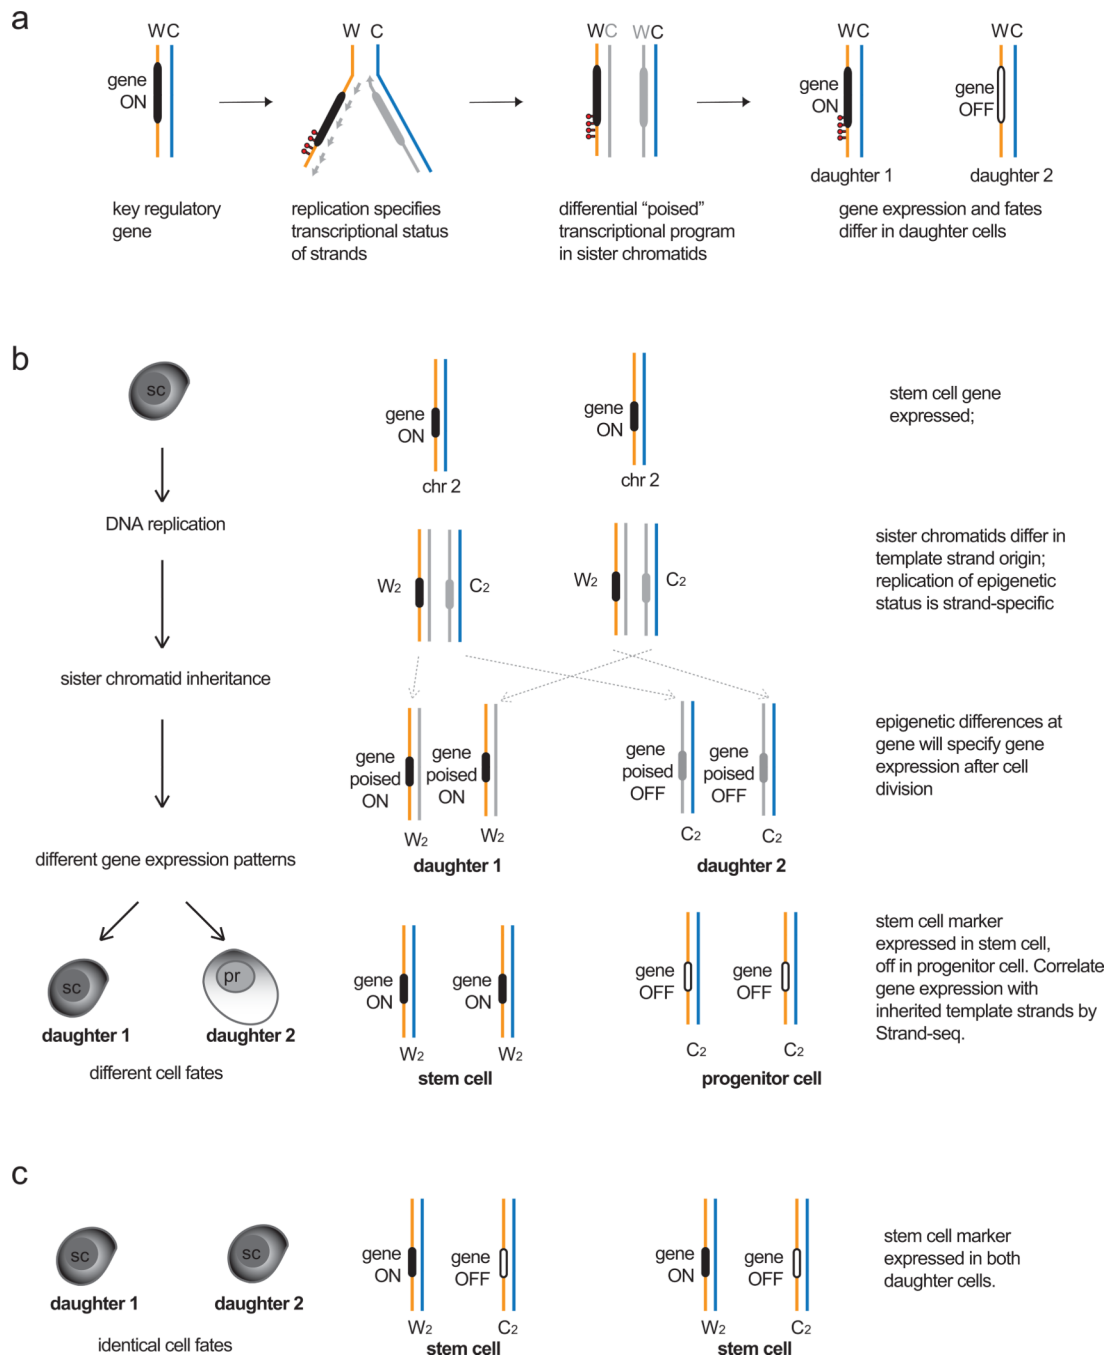 a
W C
gene
ON
key regulatory
gene
W C
replication specifies
transcriptional status
of strands
W C W C
differential “poised”
transcriptional program
in sister chromatids
W C
gene
ON
daughter 1
W C
gene
OFF
daughter 2
gene expression and fates
differ in daughter cells
b
sc
gene
ON
chr 2
gene
ON
chr 2
stem cell gene
expressed;
DNA replication
W2 C2
W2 C2
sister chromatids differ in
template strand origin;
replication of epigenetic
status is strand-specific
sister chromatid inheritance
gene
poised
ON
W2
gene
poised
ON
W2
daughter 1
gene
poised
OFF
C2
gene
poised
OFF
C2
daughter 2
epigenetic differences at
gene will specify gene
expression after cell
division
different gene expression patterns
sc
daughter 1
pr
daughter 2
different cell fates
gene
ON
W2
gene
ON
W2
stem cell
gene
OFF
C2
gene
OFF
C2
progenitor cell
stem cell marker
expressed in stem cell,
off in progenitor cell. Correlate
gene expression with
inherited template strands by
Strand-seq.
c
sc
daughter 1
sc
daughter 2
identical cell fates
gene
ON
W2
gene
OFF
C2
stem cell
gene
ON
W2
gene
OFF
C2
stem cell
stem cell marker
expressed in both
daughter cells.